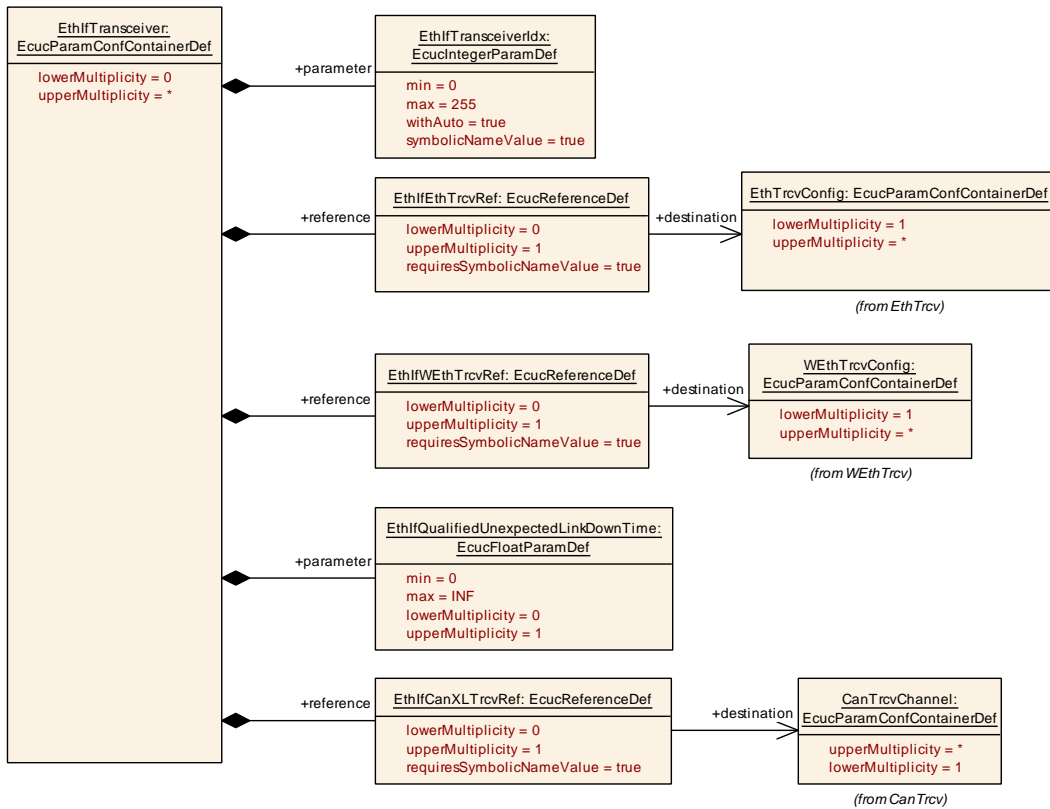 EthIfTransceiver:
EcucParamConfContainerDef
lowerMultiplicity = 0
upperMultiplicity = *
+parameter
EthIfTransceiverIdx:
EcucIntegerParamDef
min = 0
max = 255
withAuto = true
symbolicNameValue = true
+reference
EthIfEthTrcvRef: EcucReferenceDef
lowerMultiplicity = 0
upperMultiplicity = 1
requiresSymbolicNameValue = true
+destination
EthTrcvConfig: EcucParamConfContainerDef
lowerMultiplicity = 1
upperMultiplicity = *
(from EthTrcv)
+reference
EthIfWEthTrcvRef: EcucReferenceDef
lowerMultiplicity = 0
upperMultiplicity = 1
requiresSymbolicNameValue = true
+destination
WEthTrcvConfig:
EcucParamConfContainerDef
lowerMultiplicity = 1
upperMultiplicity = *
(from WEthTrcv)
+parameter
EthIfQualifiedUnexpectedLinkDownTime:
EcucFloatParamDef
min = 0
max = INF
lowerMultiplicity = 0
upperMultiplicity = 1
+reference
EthIfCanXLTrcvRef: EcucReferenceDef
lowerMultiplicity = 0
upperMultiplicity = 1
requiresSymbolicNameValue = true
+destination
CanTrcvChannel:
EcucParamConfContainerDef
upperMultiplicity = *
lowerMultiplicity = 1
(from CanTrcv)